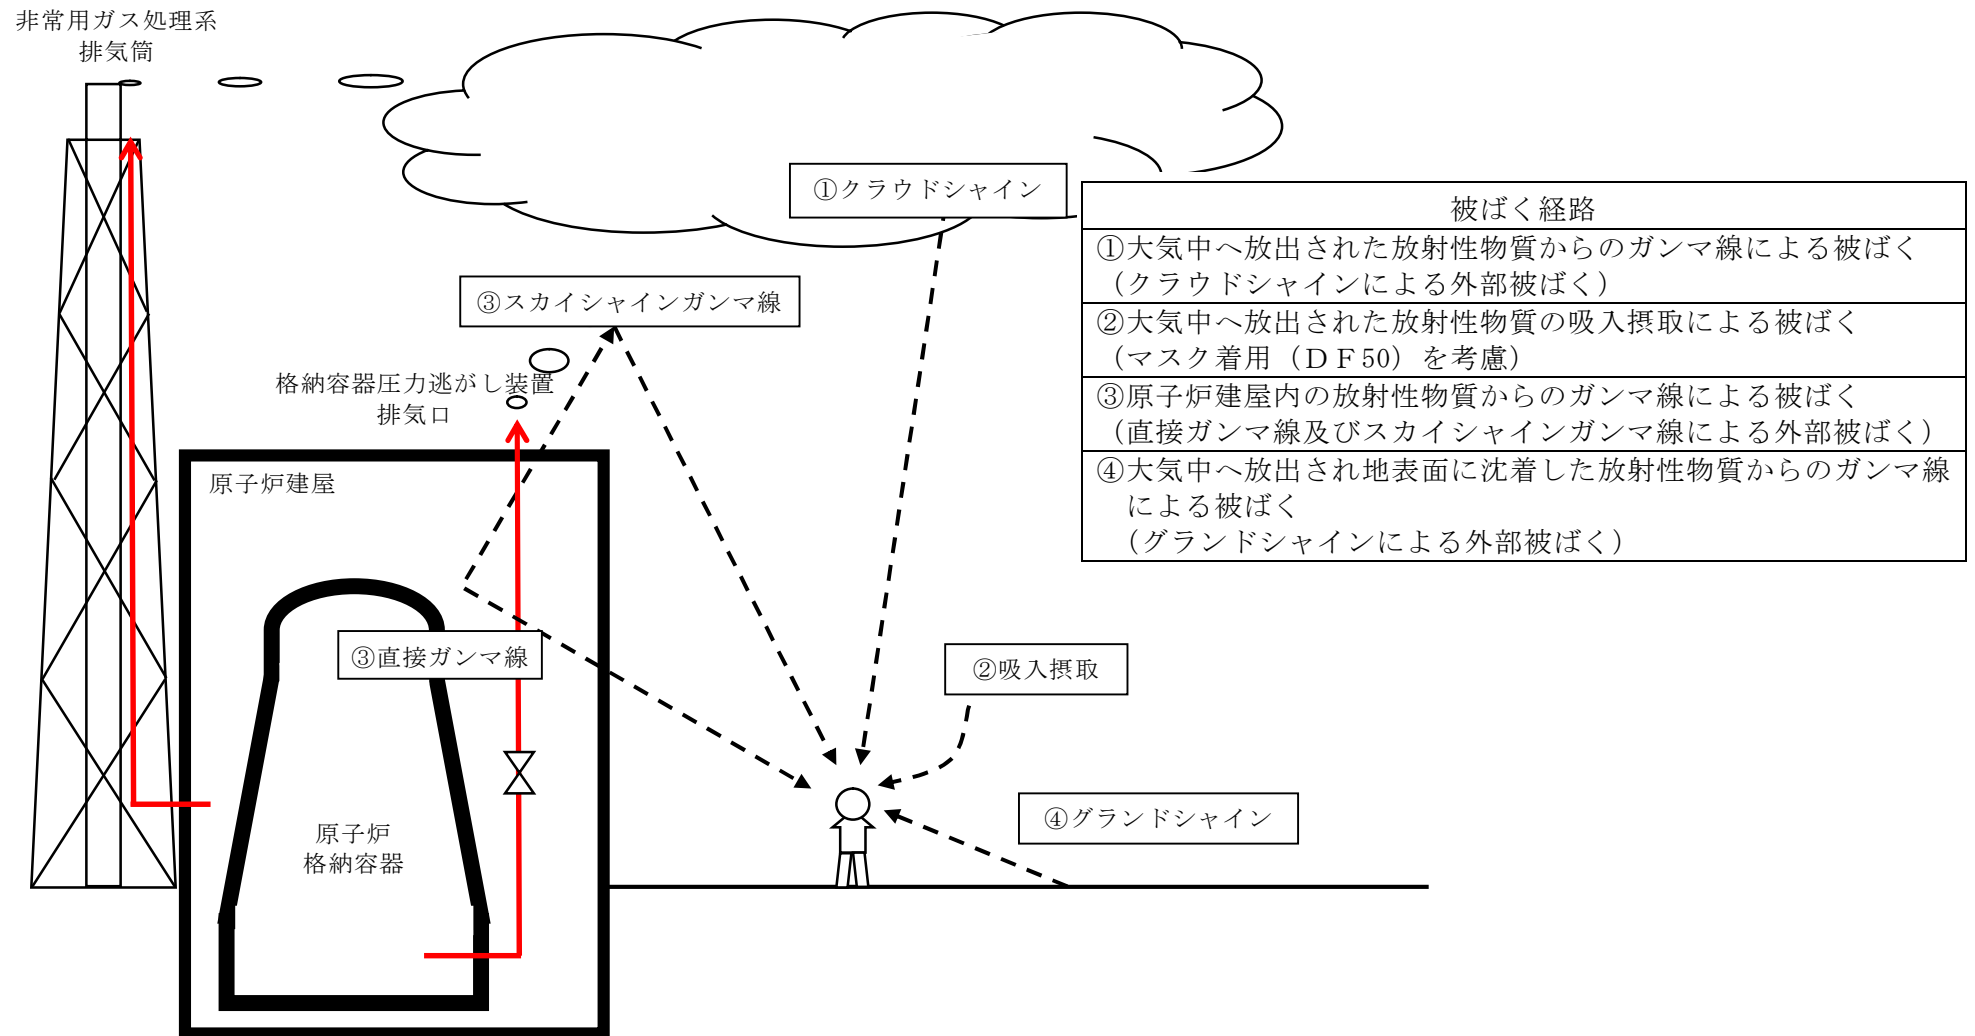 非常用ガス処理系
排気筒
①クラウドシャイン
③スカイシャインガンマ線
格納容器圧力逃がし装置
排気口
原子炉建屋
③直接ガンマ線
②吸入摂取
④グランドシャイン
原子炉
格納容器
被ばく経路
①大気中へ放出された放射性物質からのガンマ線による被ばく
（クラウドシャインによる外部被ばく）
②大気中へ放出された放射性物質の吸入摂取による被ばく
（マスク着用（ＤＦ50）を考慮）
③原子炉建屋内の放射性物質からのガンマ線による被ばく
（直接ガンマ線及びスカイシャインガンマ線による外部被ばく）
④大気中へ放出され地表面に沈着した放射性物質からのガンマ線
による被ばく
（グランドシャインによる外部被ばく）